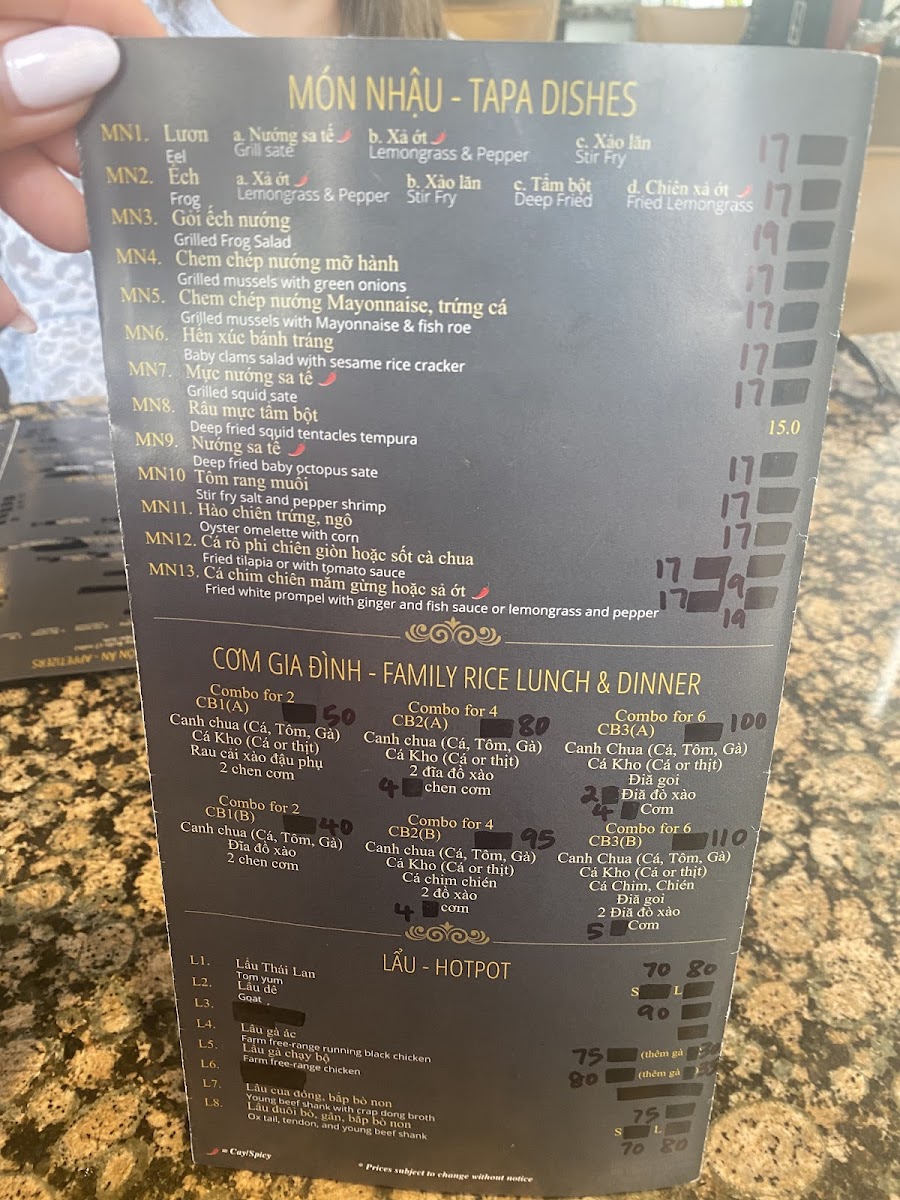 MÓN NHẬU - TAPA DISHES
MN1. Lươn a. Nướng sa tế b. Xả ớt c. Xào lăn 17
Eel Grill sate Lemongrass & Pepper Stir Fry
MN2. Ếch a. Xả ớt b. Xào lăn c. Tẩm bột d. Chiên xả ớt 17
Frog Lemongrass & Pepper Stir Fry Deep Fried Fried Lemongrass
MN3. Gỏi ếch nướng 19
Grilled Frog Salad
MN4. Chem chép nướng mỡ hành 17
Grilled mussels with green onions
MN5. Chem chép nướng Mayonnaise, trứng cá 17
Grilled mussels with Mayonnaise & fish roe
MN6. Hên xúc bánh tráng 17
Baby clams salad with sesame rice cracker
MN7. Mực nướng sa tê 17
Grilled squid sate
MN8. Râu mực tẩm bột 15.0
Deep fried squid tentacles tempura
MN9. Nướng sa tế 17
Deep fried baby octopus sate
MN10 Tôm rang muối 17
Stir fry salt and pepper shrimp
MN11. Hào chiên trứng, ngô 17
Oyster omelette with corn
MN12. Cá rô phi chiên giòn hoặc sốt cà chua 17
Fried tilapia or with tomato sauce
MN13. Cá chim chiên mắm gừng hoặc sả ớt 17 19
Fried white prompel with ginger and fish sauce or lemongrass and pepper
CƠM GIA ĐÌNH - FAMILY RICE LUNCH & DINNER
Combo for 2
CB1(A) 50
Canh chua (Cá, Tôm, Gà)
Cá Kho (Cá or thịt)
Rau cải xào đậu phụ
2 chen cơm
Combo for 4
CB2(A) 80
Canh chua (Cá, Tôm, Gà)
Cá Kho (Cá or thịt)
2 đĩa đồ xào
4 chen cơm
Combo for 6
CB3(A) 100
Canh Chua (Cá, Tôm, Gà)
Cá Kho (Cá or thịt)
Điã goi
2 Điã đò xào
4 Cơm
Combo for 2
CB1(B) 40
Canh chua (Cá, Tôm, Gà)
Đĩa đồ xào
2 chen cơm
Combo for 4
CB2(B) 95
Canh chua (Cá, Tôm, Gà)
Cá Kho (Cá or thịt)
Cá chim chién
2 đồ xào
4 cơm
Combo for 6
CB3(B) 110
Canh Chua (Cá, Tôm, Gà)
Cá Kho (Cá or thịt)
Cá Chim, Chién
Điã goi
2 Điã đò xào
5 Cơm
LẨU - HOTPOT
L1. Lẩu Thái Lan 70 80
Tom yum S L
L2. Lẩu dê 90
Goat
L3.
L4. Lẩu gà ác 75 (thêm gà
Farm free-range running black chicken
L5. Lẩu gà chạy bộ 80 (thêm gà
Farm free-range chicken
L6.
L7. Lẩu cua đồng, bắp bò non 75
Young beef shank with crap dong broth
L8. Lẩu đuôi bò, gân, bắp bò non S L
Ox tail, tendon, and young beef shank 70 80
= Cay/Spicy
* Prices subject to change without notice